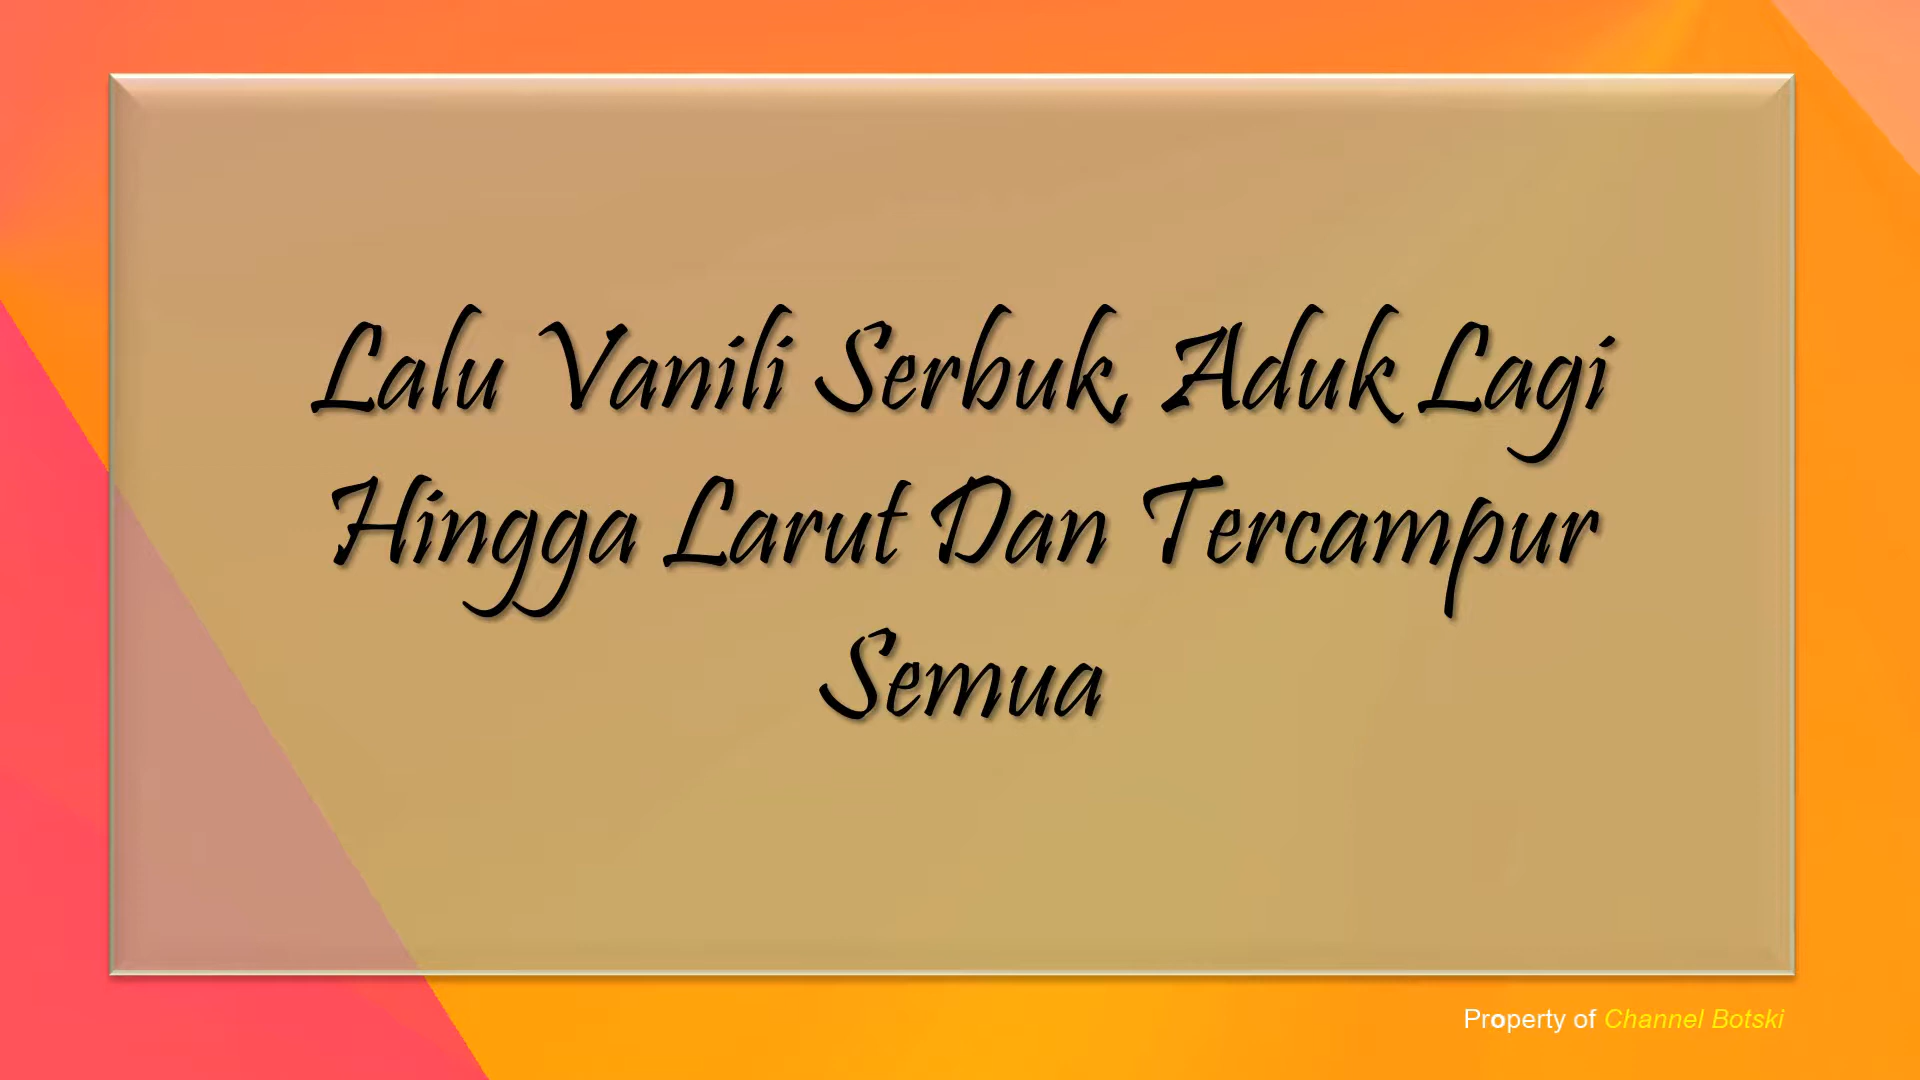 Lalu Vanili Serbuk, Aduk Lagi
Hingga Larut Dan Tercampur
Semua
Property of Channel Botski